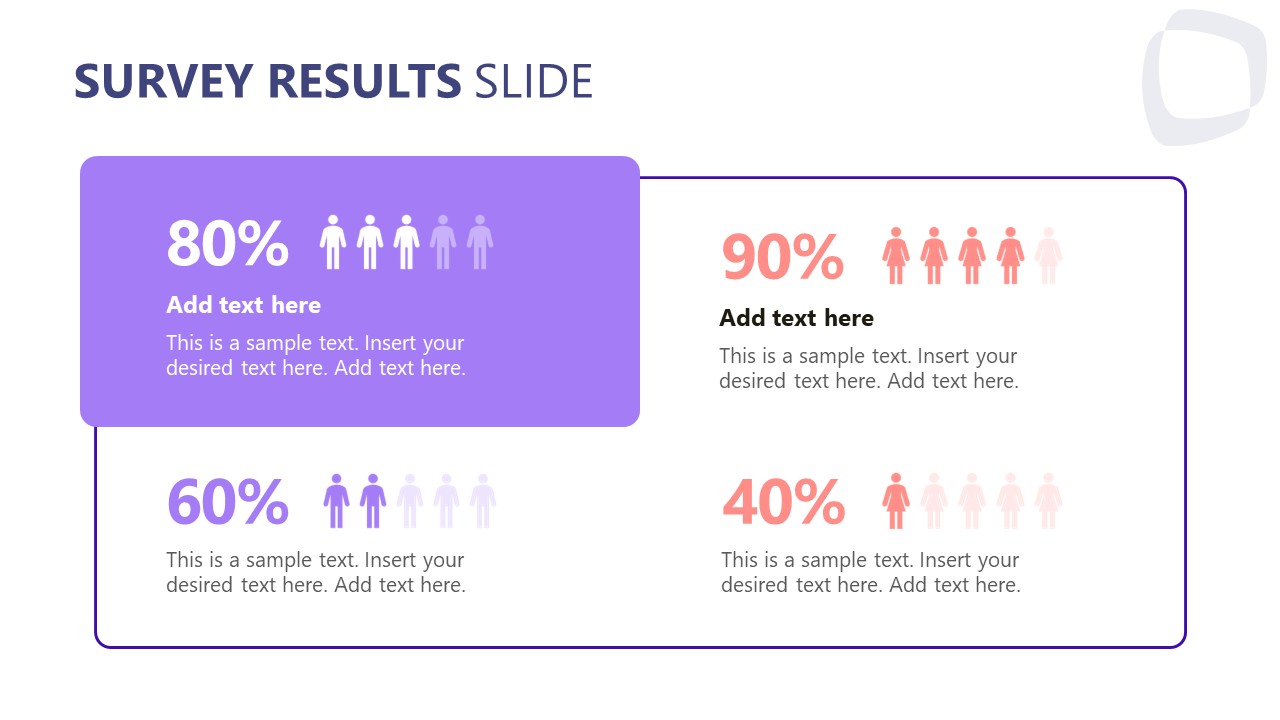 SURVEY RESULTS SLIDE
80%
Add text here
This is a sample text. Insert your
desired text here. Add text here.
90%
Add text here
This is a sample text. Insert your
desired text here. Add text here.
60%
This is a sample text. Insert your
desired text here. Add text here.
40%
This is a sample text. Insert your
desired text here. Add text here.